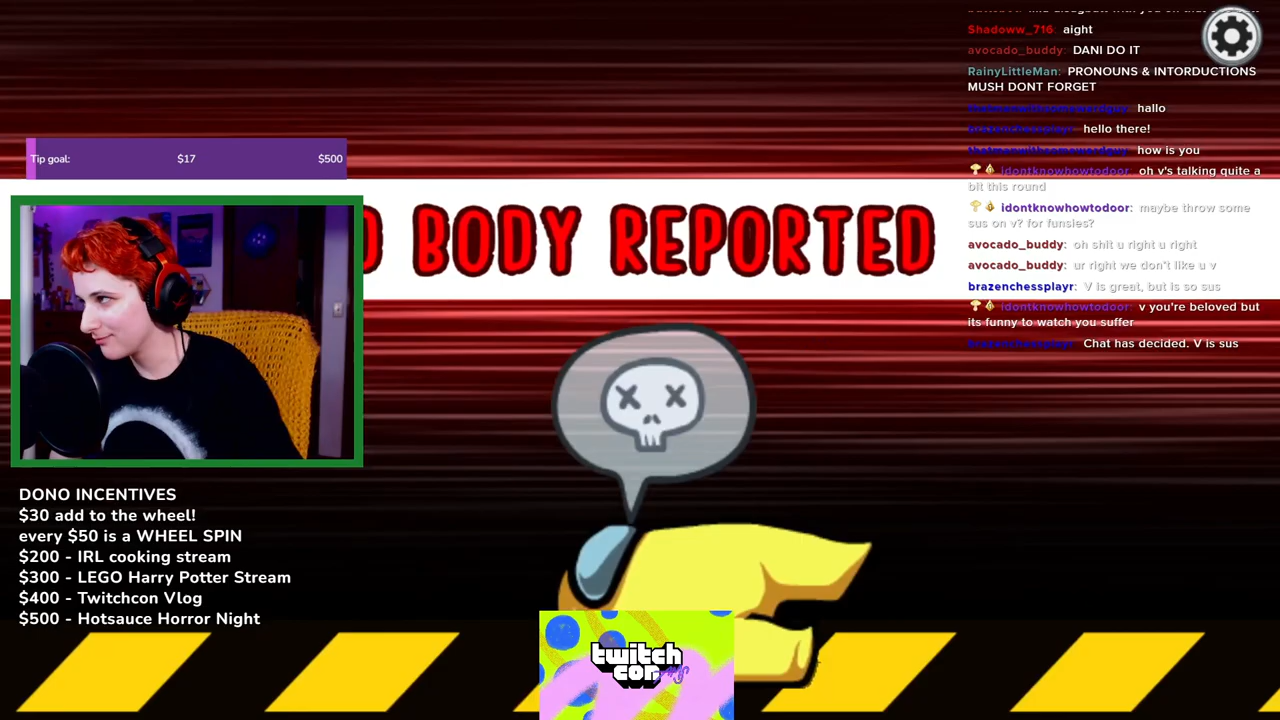 Shadoww_716: aight
avocado_buddy: DANI DO IT
RainyLittleMan: PRONOUNS & INTORDUCTIONS
MUSH DONT FORGET
hallo
brazenchessplayr: hello there!
how is you
idontknowhowtodoor: oh v's talking quite a
bit this round
idontknowhowtodoor: maybe throw some
sus on v? for funsies?
avocado_buddy: oh shit u right u right
avocado_buddy: ur right we don't like u v
brazenchessplayr: V is great, but is so sus
idontknowhowtodoor: v you're beloved but
its funny to watch you suffer
brazenchessplayr: Chat has decided. V is sus
Tip goal: $17 $500
D BODY REPORTED
DONO INCENTIVES
$30 add to the wheel!
every $50 is a WHEEL SPIN
$200 - IRL cooking stream
$300 - LEGO Harry Potter Stream
$400 - Twitchcon Vlog
$500 - Hotsauce Horror Night
twitch
con